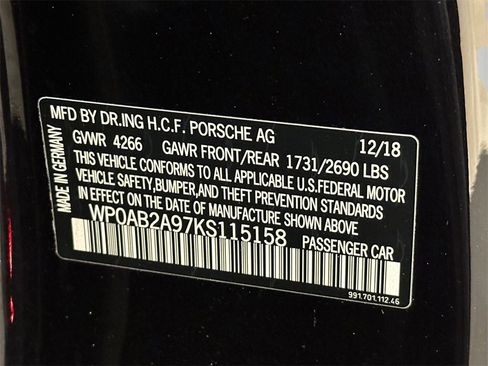 MFD BY DR.ING H.C.F. PORSCHE AG 12/18
GVWR 4266 GAWR FRONT/REAR 1731/2690 LBS
THIS VEHICLE CONFORMS TO ALL APPLICABLE U.S. FEDERAL MOTOR
VEHICLE SAFETY,BUMPER,AND THEFT PREVENTION STANDARDS
IN EFFECT ON THE DATE OF MANUFACTURE SHOWN ABOVE
WP0AB2A97KS115158 PASSENGER CAR
MADE IN GERMANY
991.701.112.46